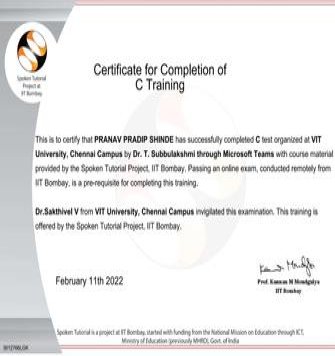 Spoken Tutorial
Project at
IIT Bombay
Certificate for Completion of
C Training
This is to certify that PRANAV PRADIP SHINDE has successfully completed C test organized at VIT
University, Chennai Campus by Dr. T. Subbulakshmi through Microsoft Teams with course material
provided by the Spoken Tutorial Project, IIT Bombay. Passing an online exam, conducted remotely from
IIT Bombay, is a pre-requisite for completing this training.
Dr.Sakthivel V from VIT University, Chennai Campus invigilated this examination. This training is
offered by the Spoken Tutorial Project, IIT Bombay.
February 11th 2022
Prof. Kannan M Moudgalya
IIT Bombay
Spoken Tutorial is a project at IIT Bombay, started with funding from the National Mission on Education through ICT,
Ministry of Education (previously MHRD), Govt. of India